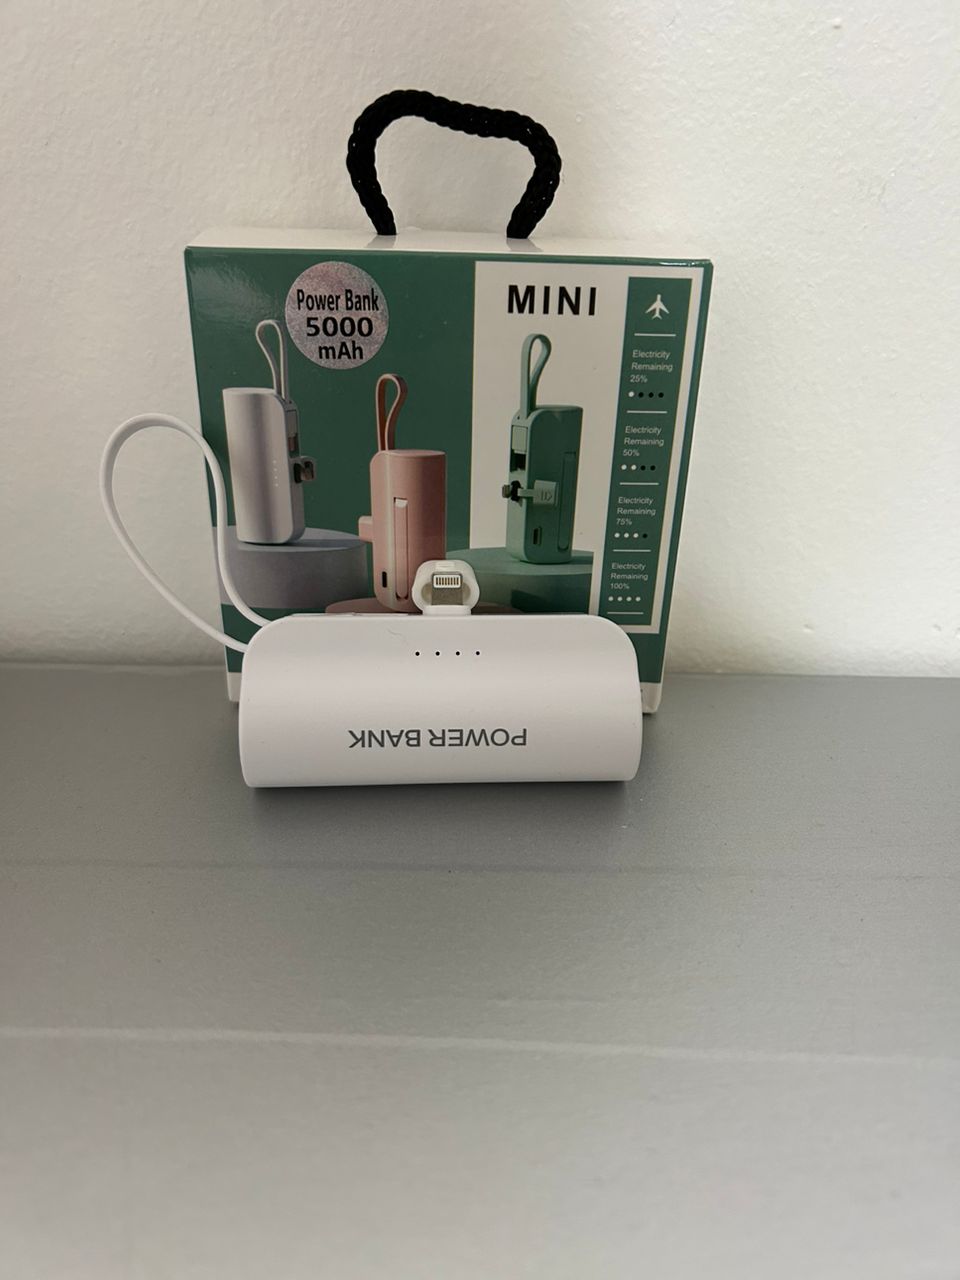 Power Bank
5000
mAh
MINI
Electricity
Remaining
25%
Electricity
Remaining
50%
Electricity
Remaining
75%
Electricity
Remaining
100%
POWER BANK